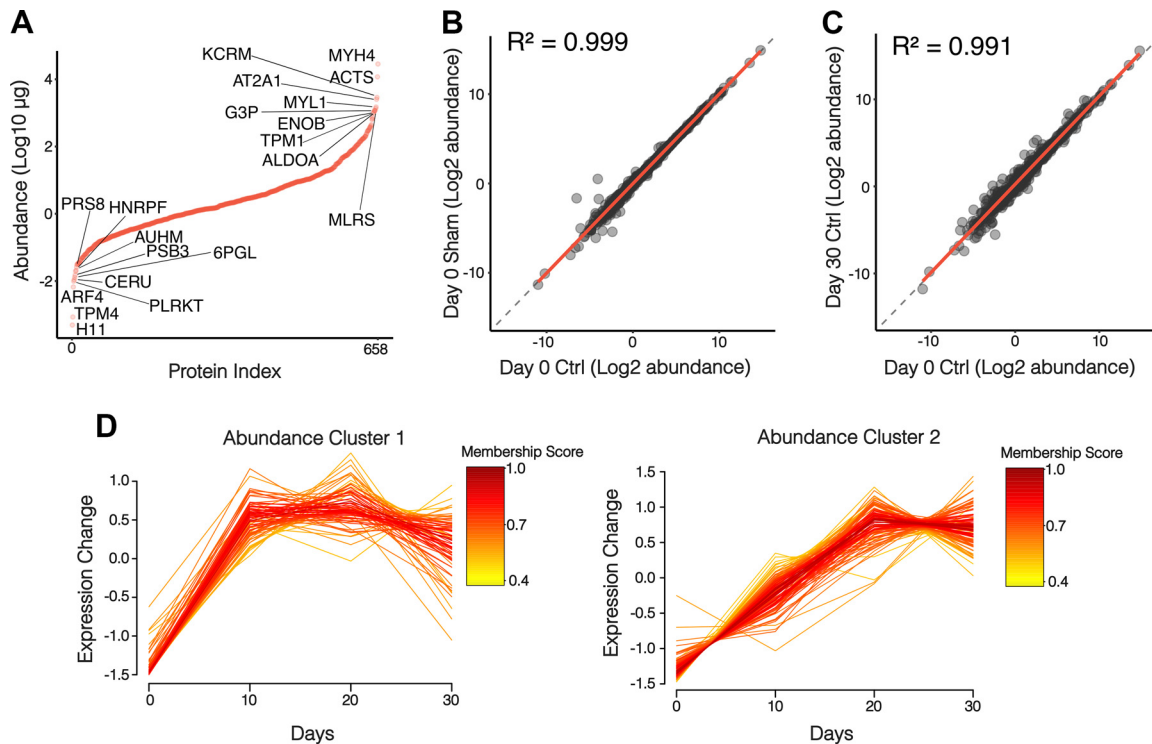 A
Abundance (Log10 µg)
4
2
0
-2
KCRM
MYH4
ACTS
AT2A1
MYL1
G3P
ENOB
TPM1
ALDOA
MLRS
PRS8
HNRPF
AUHM
PSB3
6PGL
CERU
ARF4
PLRKT
TPM4
H11
0
658
Protein Index
B
R² = 0.999
Day 0 Sham (Log2 abundance)
10
0
-10
-10
0
10
Day 0 Ctrl (Log2 abundance)
C
R² = 0.991
Day 30 Ctrl (Log2 abundance)
10
0
-10
-10
0
10
Day 0 Ctrl (Log2 abundance)
D
Abundance Cluster 1
Expression Change
1.0
0.5
0.0
-0.5
-1.0
-1.5
0
10
20
30
Days
Membership Score
1.0
0.7
0.4
Abundance Cluster 2
Expression Change
1.5
1.0
0.5
0.0
-0.5
-1.0
-1.5
0
10
20
30
Days
Membership Score
1.0
0.7
0.4